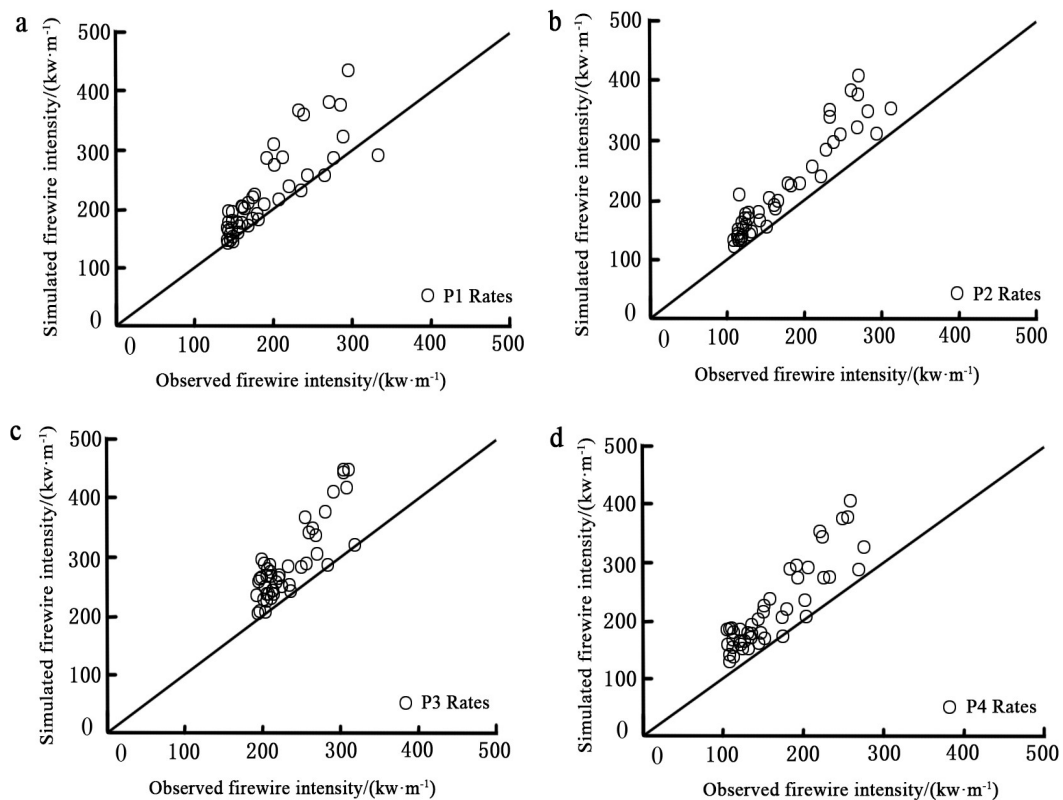 a
Simulated firewire intensity/(kw·m⁻¹)
500
400
300
200
100
0
0 100 200 300 400 500
P1 Rates
Observed firewire intensity/(kw·m⁻¹)
b
Simulated firewire intensity/(kw·m⁻¹)
500
400
300
200
100
0
0 100 200 300 400 500
P2 Rates
Observed firewire intensity/(kw·m⁻¹)
c
Simulated firewire intensity/(kw·m⁻¹)
500
400
300
200
100
0
0 100 200 300 400 500
P3 Rates
Observed firewire intensity/(kw·m⁻¹)
d
Simulated firewire intensity/(kw·m⁻¹)
500
400
300
200
100
0
0 100 200 300 400 500
P4 Rates
Observed firewire intensity/(kw·m⁻¹)